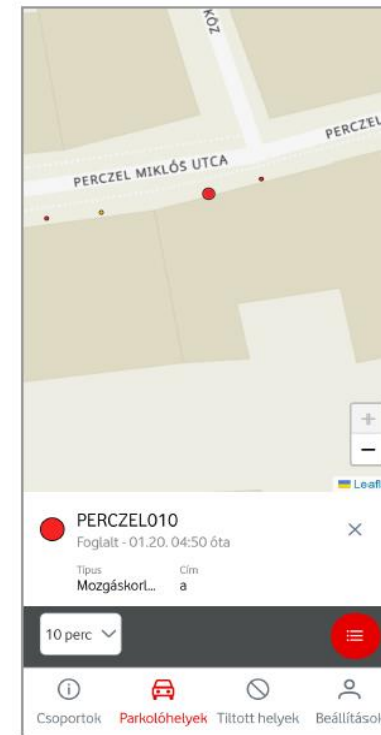 KÖZ
PERCZEL
PERCZEL MIKLÓS UTCA
+
−
Leafl
PERCZEL010
Foglalt - 01.20. 04:50 óta
Típus
Cím
Mozgáskorl...
a
10 perc
Csoportok
Parkolóhelyek
Tiltott helyek
Beállítások